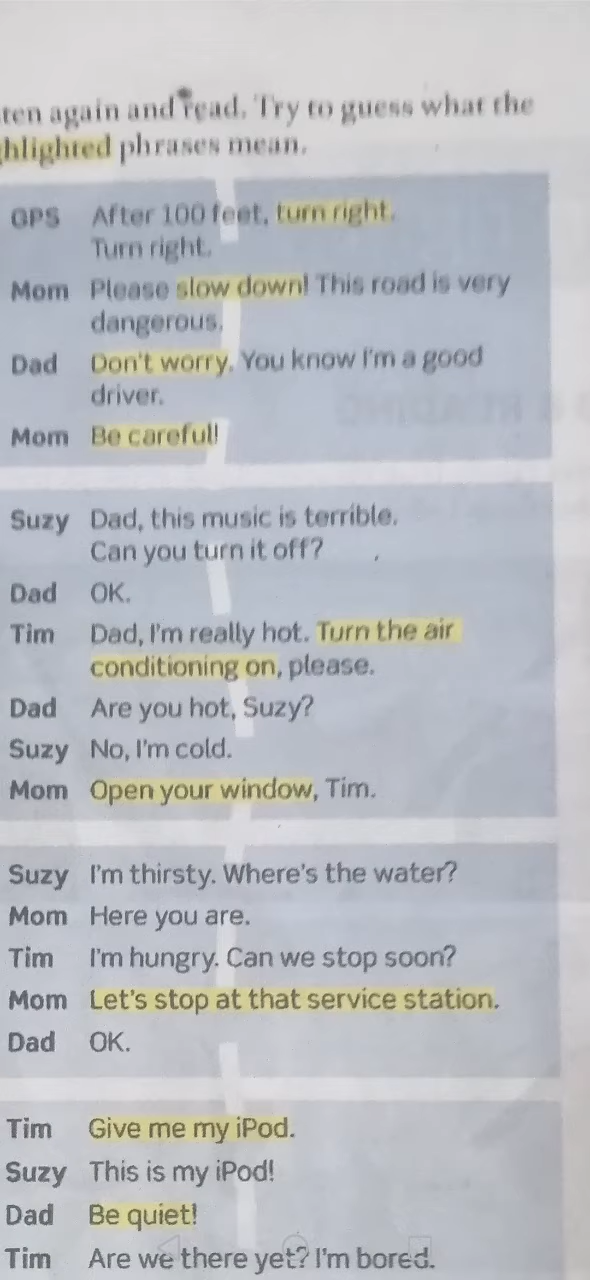 ten again and read. Try to guess what the
hlighted phrases mean.
GPS After 100 feet, turn right.
Turn right.
Mom Please slow down! This road is very
dangerous.
Dad Don't worry. You know I'm a good
driver.
Mom Be careful!
Suzy Dad, this music is terrible.
Can you turn it off?
Dad OK.
Tim Dad, I'm really hot. Turn the air
conditioning on, please.
Dad Are you hot, Suzy?
Suzy No, I'm cold.
Mom Open your window, Tim.
Suzy I'm thirsty. Where's the water?
Mom Here you are.
Tim I'm hungry. Can we stop soon?
Mom Let's stop at that service station.
Dad OK.
Tim Give me my iPod.
Suzy This is my iPod!
Dad Be quiet!
Tim Are we there yet? I'm bored.